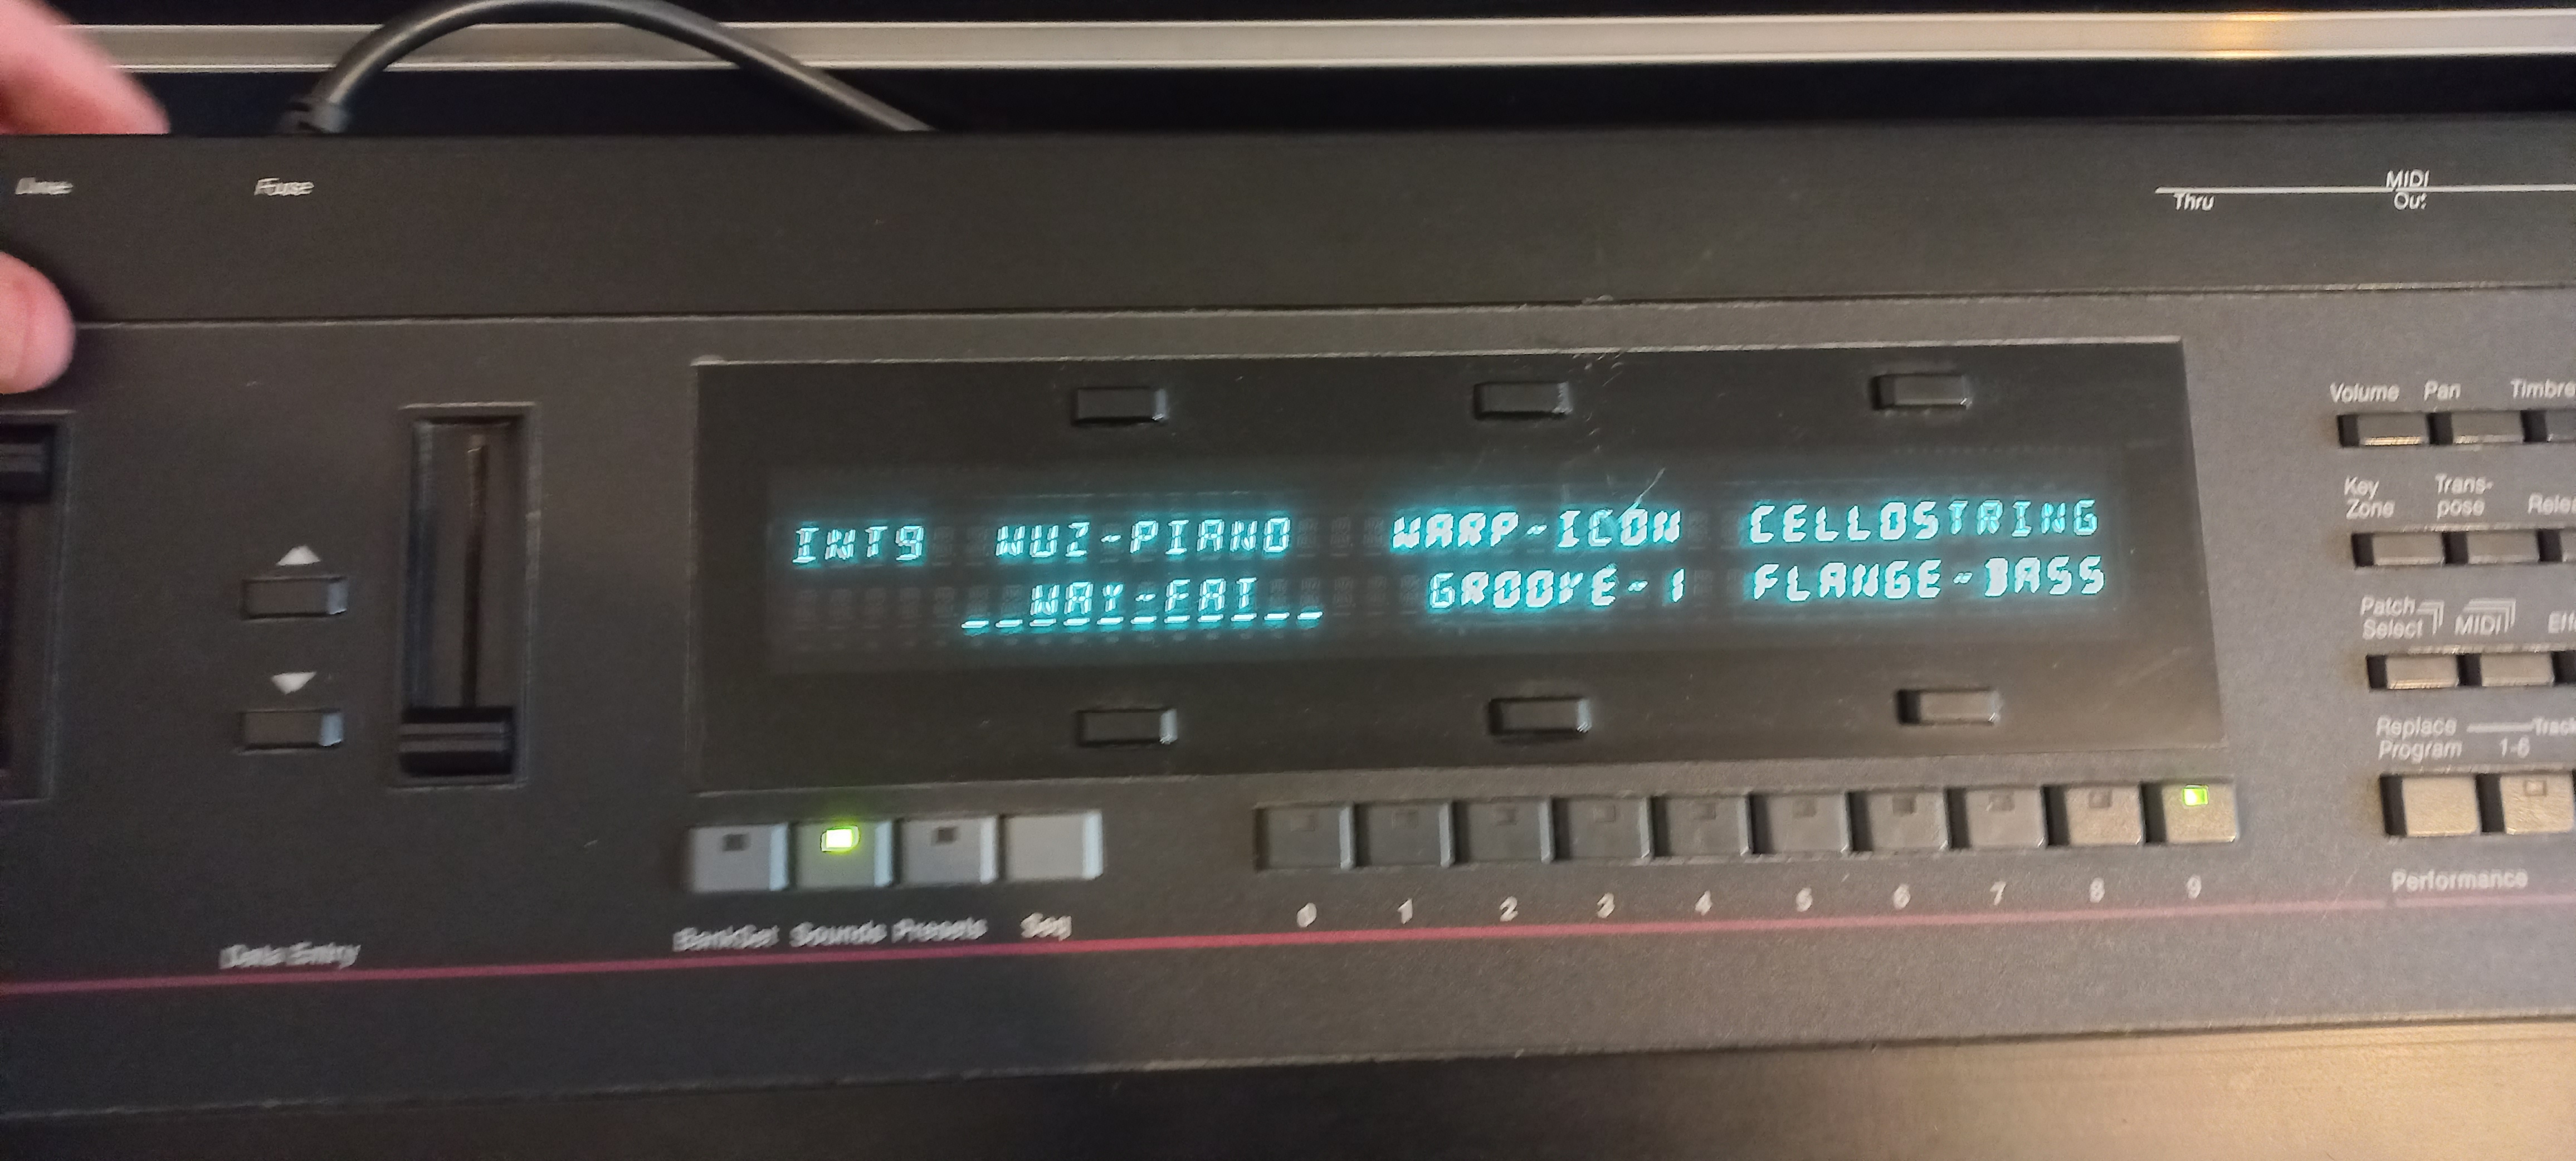 Fuse
MIDI
Thru Out
Volume Pan Timbre
INT9 WUZ-PIANO WARP-ICON CELLOSTRING
WAY-FAT GROOVE-1 FLANGE-BASS
Key Zone
Trans-
pose
Patch
Select
MIDI
Replace
Program
1-6
BankSet Sounds Presets Seq
0 1 2 3 4 5 6 7 8 9
Performance
Data Entry